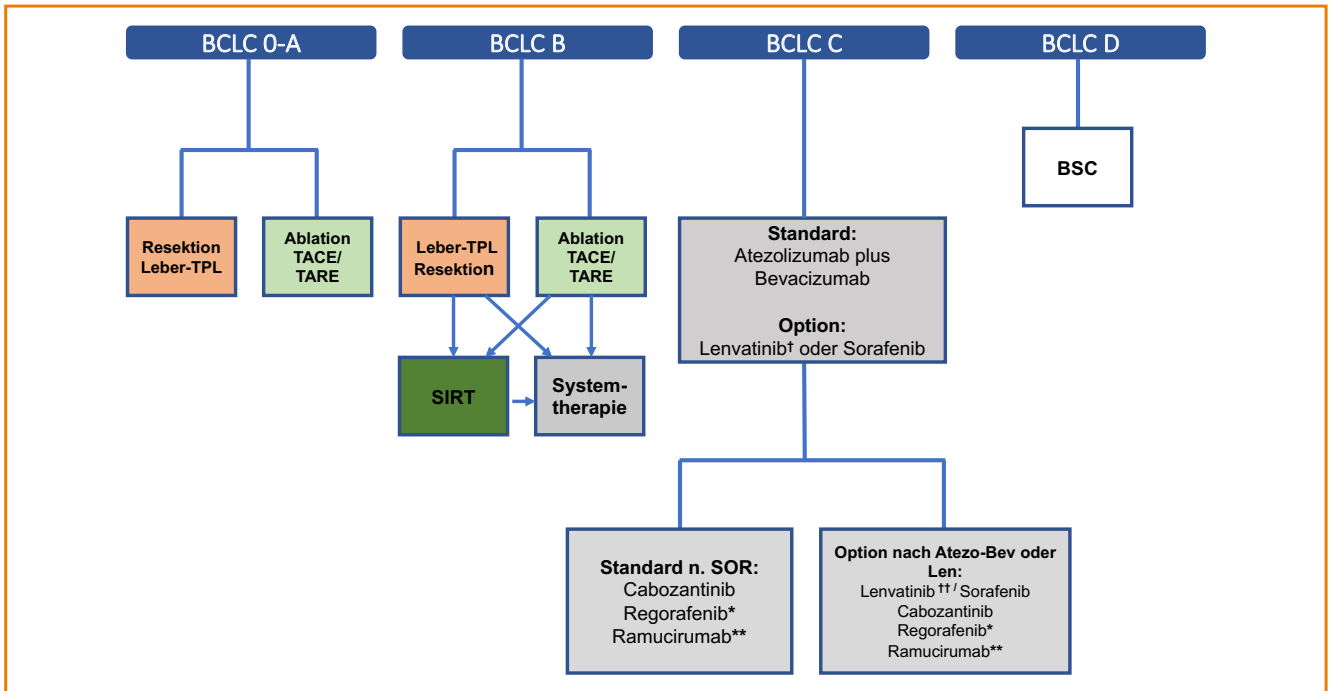 BCLC 0-A
BCLC B
BCLC C
BCLC D
BSC
Resektion
Leber-TPL
Ablation
TACE/
TARE
Leber-TPL
Resektion
Ablation
TACE/
TARE
Standard:
Atezolizumab plus
Bevacizumab
Option:
Lenvatinib† oder Sorafenib
SIRT
System-
therapie
Standard n. SOR:
Cabozantinib
Regorafenib*
Ramucirumab**
Option nach Atezo-Bev oder
Len:
Lenvatinib †† / Sorafenib
Cabozantinib
Regorafenib*
Ramucirumab**